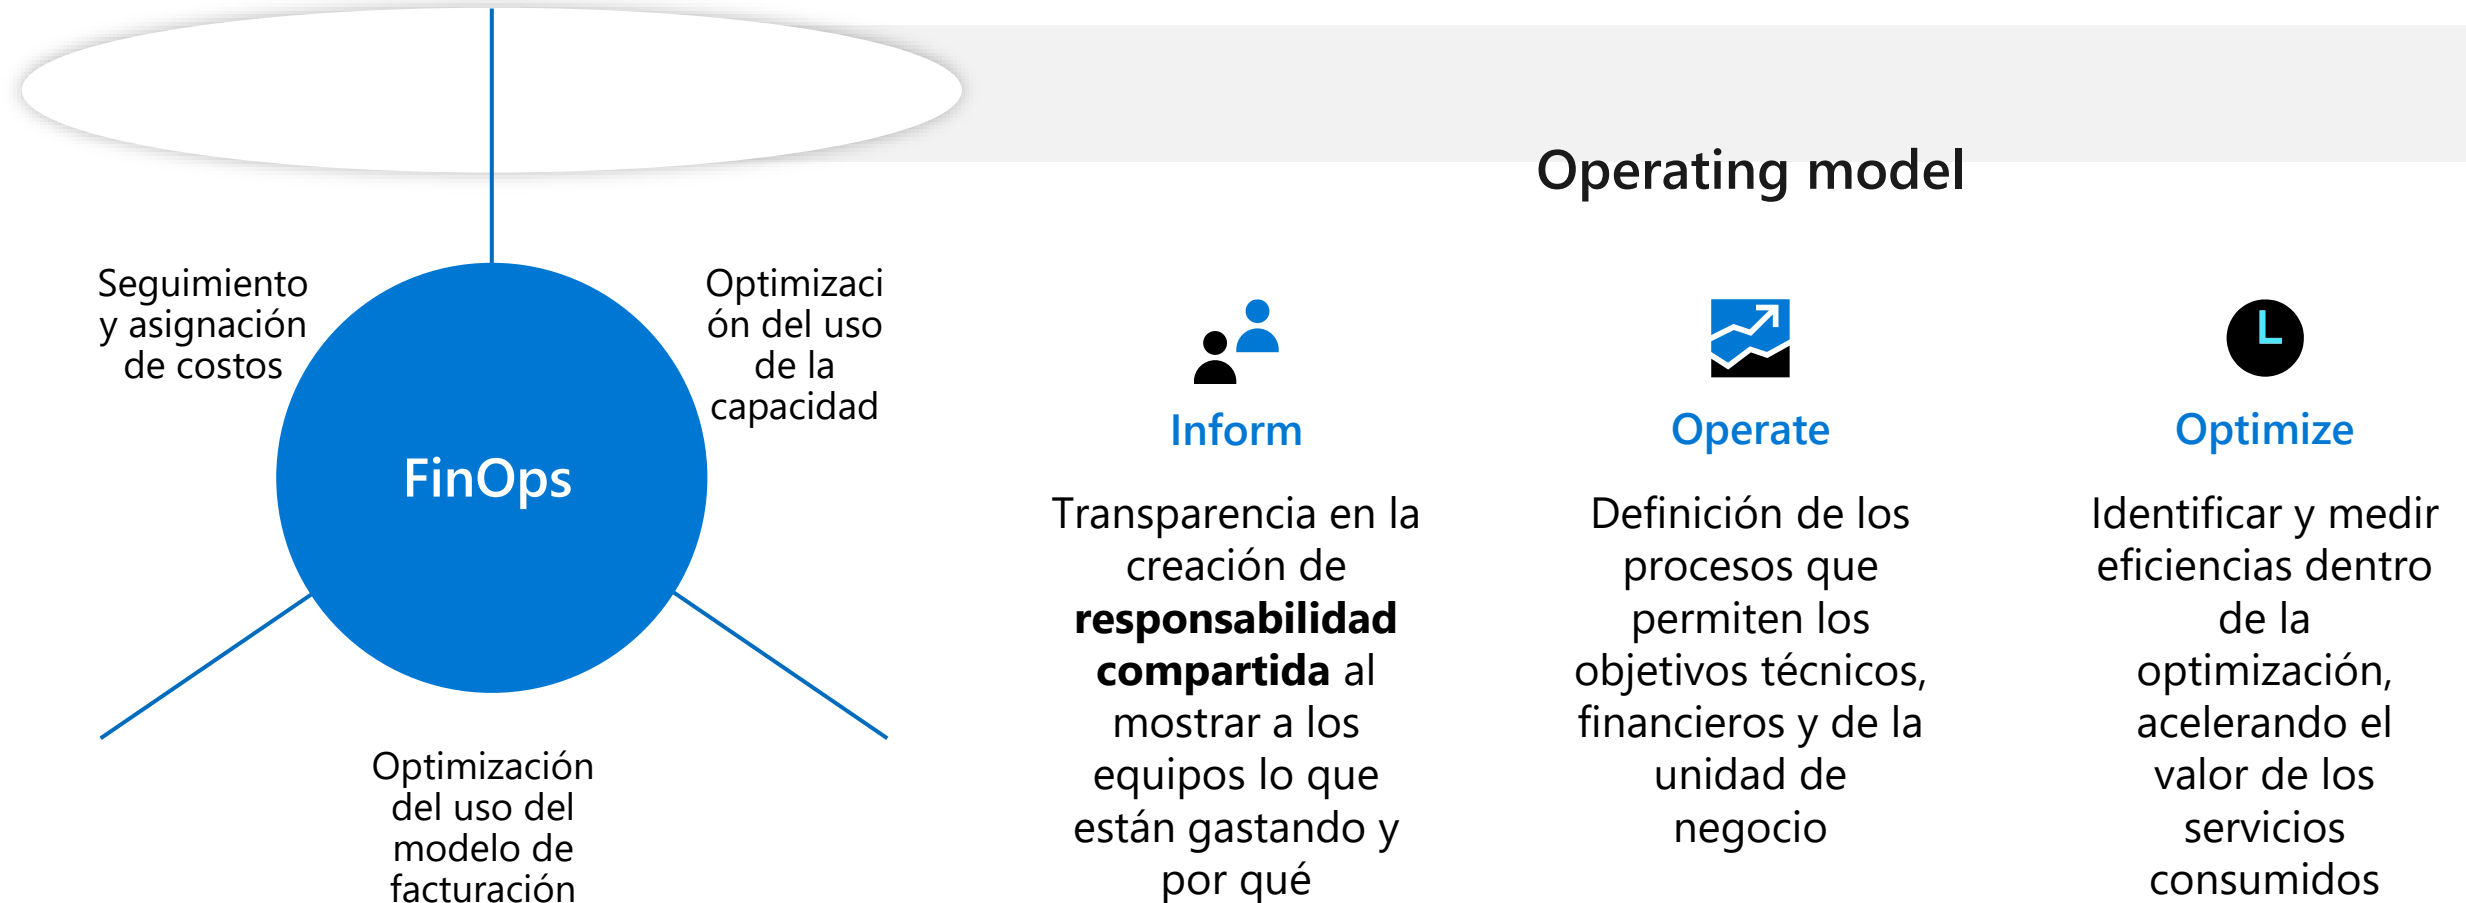 Operating model
Seguimiento
y asignación
de costos
Optimizaci
ón del uso
de la
capacidad
FinOps
Optimización
del uso del
modelo de
facturación
Inform
Transparencia en la
creación de
responsabilidad
compartida al
mostrar a los
equipos lo que
están gastando y
por qué
Operate
Definición de los
procesos que
permiten los
objetivos técnicos,
financieros y de la
unidad de
negocio
Optimize
Identificar y medir
eficiencias dentro
de la
optimización,
acelerando el
valor de los
servicios
consumidos